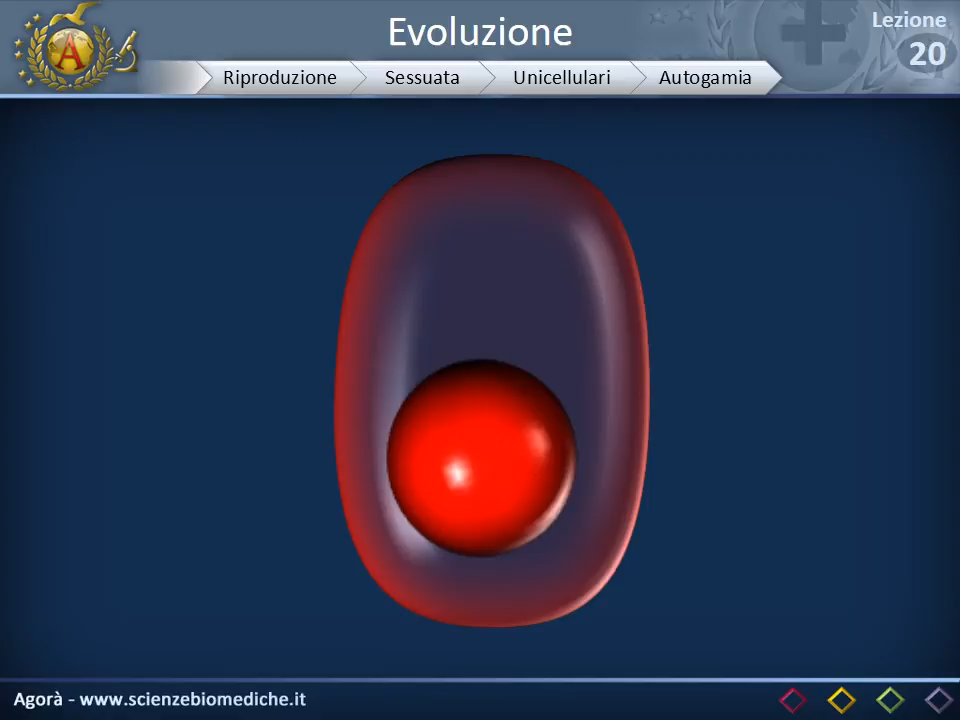 Evoluzione
Lezione
20
Riproduzione
Sessuata
Unicellulari
Autogamia
A
Agorà - www.scienzebiomediche.it